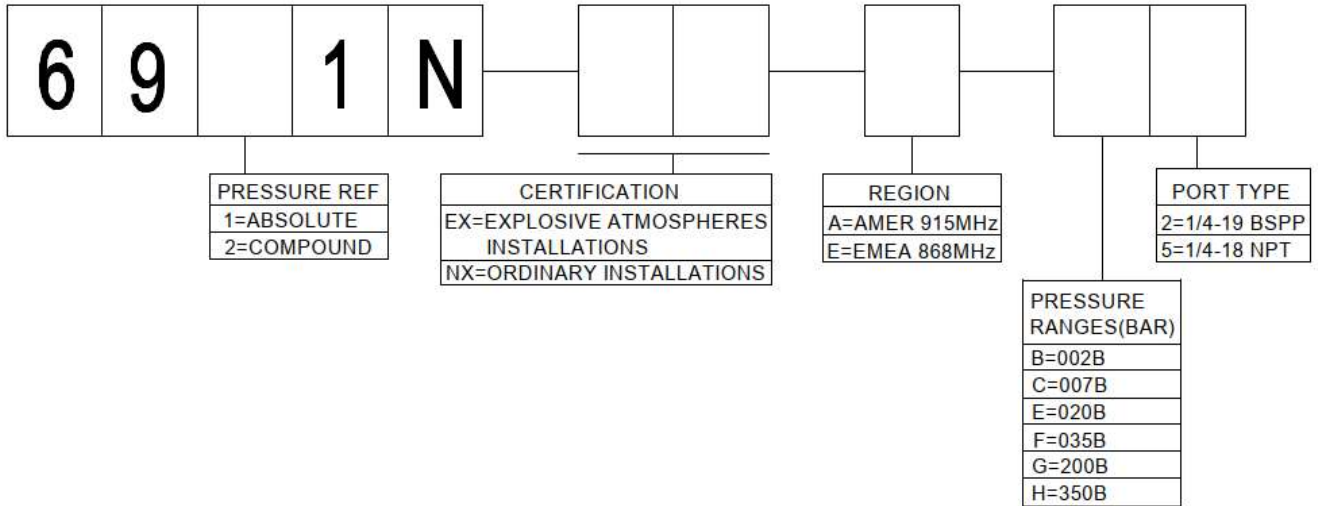 6 9 1 N
PRESSURE REF
1=ABSOLUTE
2=COMPOUND
CERTIFICATION
EX=EXPLOSIVE ATMOSPHERES
INSTALLATIONS
NX=ORDINARY INSTALLATIONS
REGION
A=AMER 915MHz
E=EMEA 868MHz
PORT TYPE
2=1/4-19 BSPP
5=1/4-18 NPT
PRESSURE
RANGES(BAR)
B=002B
C=007B
E=020B
F=035B
G=200B
H=350B